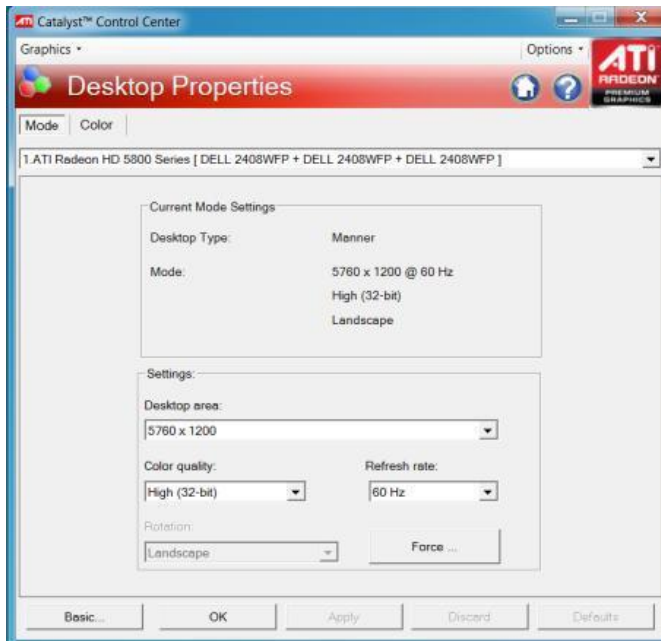 ATI Catalyst™ Control Center
Graphics
Options
ATI
RADEON
PREMIUM
GRAPHICS
Desktop Properties
Mode Color
1.ATI Radeon HD 5800 Series [ DELL 2408WFP + DELL 2408WFP + DELL 2408WFP ]
Current Mode Settings
Desktop Type: Manner
Mode: 5760 x 1200 @ 60 Hz
High (32-bit)
Landscape
Settings:
Desktop area:
5760 x 1200
Color quality: Refresh rate:
High (32-bit) 60 Hz
Rotation:
Landscape
Force ...
Basic... OK Apply Discard Defaults